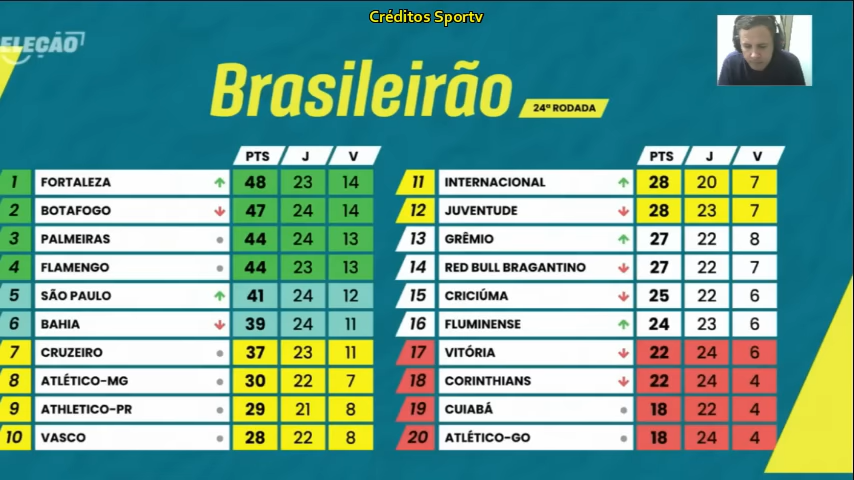 Créditos Sportv
ELEÇÃO
Brasileirão
24ª RODADA
PTS J V
1 FORTALEZA 48 23 14
2 BOTAFOGO 47 24 14
3 PALMEIRAS 44 24 13
4 FLAMENGO 44 23 13
5 SÃO PAULO 41 24 12
6 BAHIA 39 24 11
7 CRUZEIRO 37 23 11
8 ATLÉTICO-MG 30 22 7
9 ATHLETICO-PR 29 21 8
10 VASCO 28 22 8
PTS J V
11 INTERNACIONAL 28 20 7
12 JUVENTUDE 28 23 7
13 GRÊMIO 27 22 8
14 RED BULL BRAGANTINO 27 22 7
15 CRICIÚMA 25 22 6
16 FLUMINENSE 24 23 6
17 VITÓRIA 22 24 6
18 CORINTHIANS 22 24 4
19 CUIABÁ 18 22 4
20 ATLÉTICO-GO 18 24 4